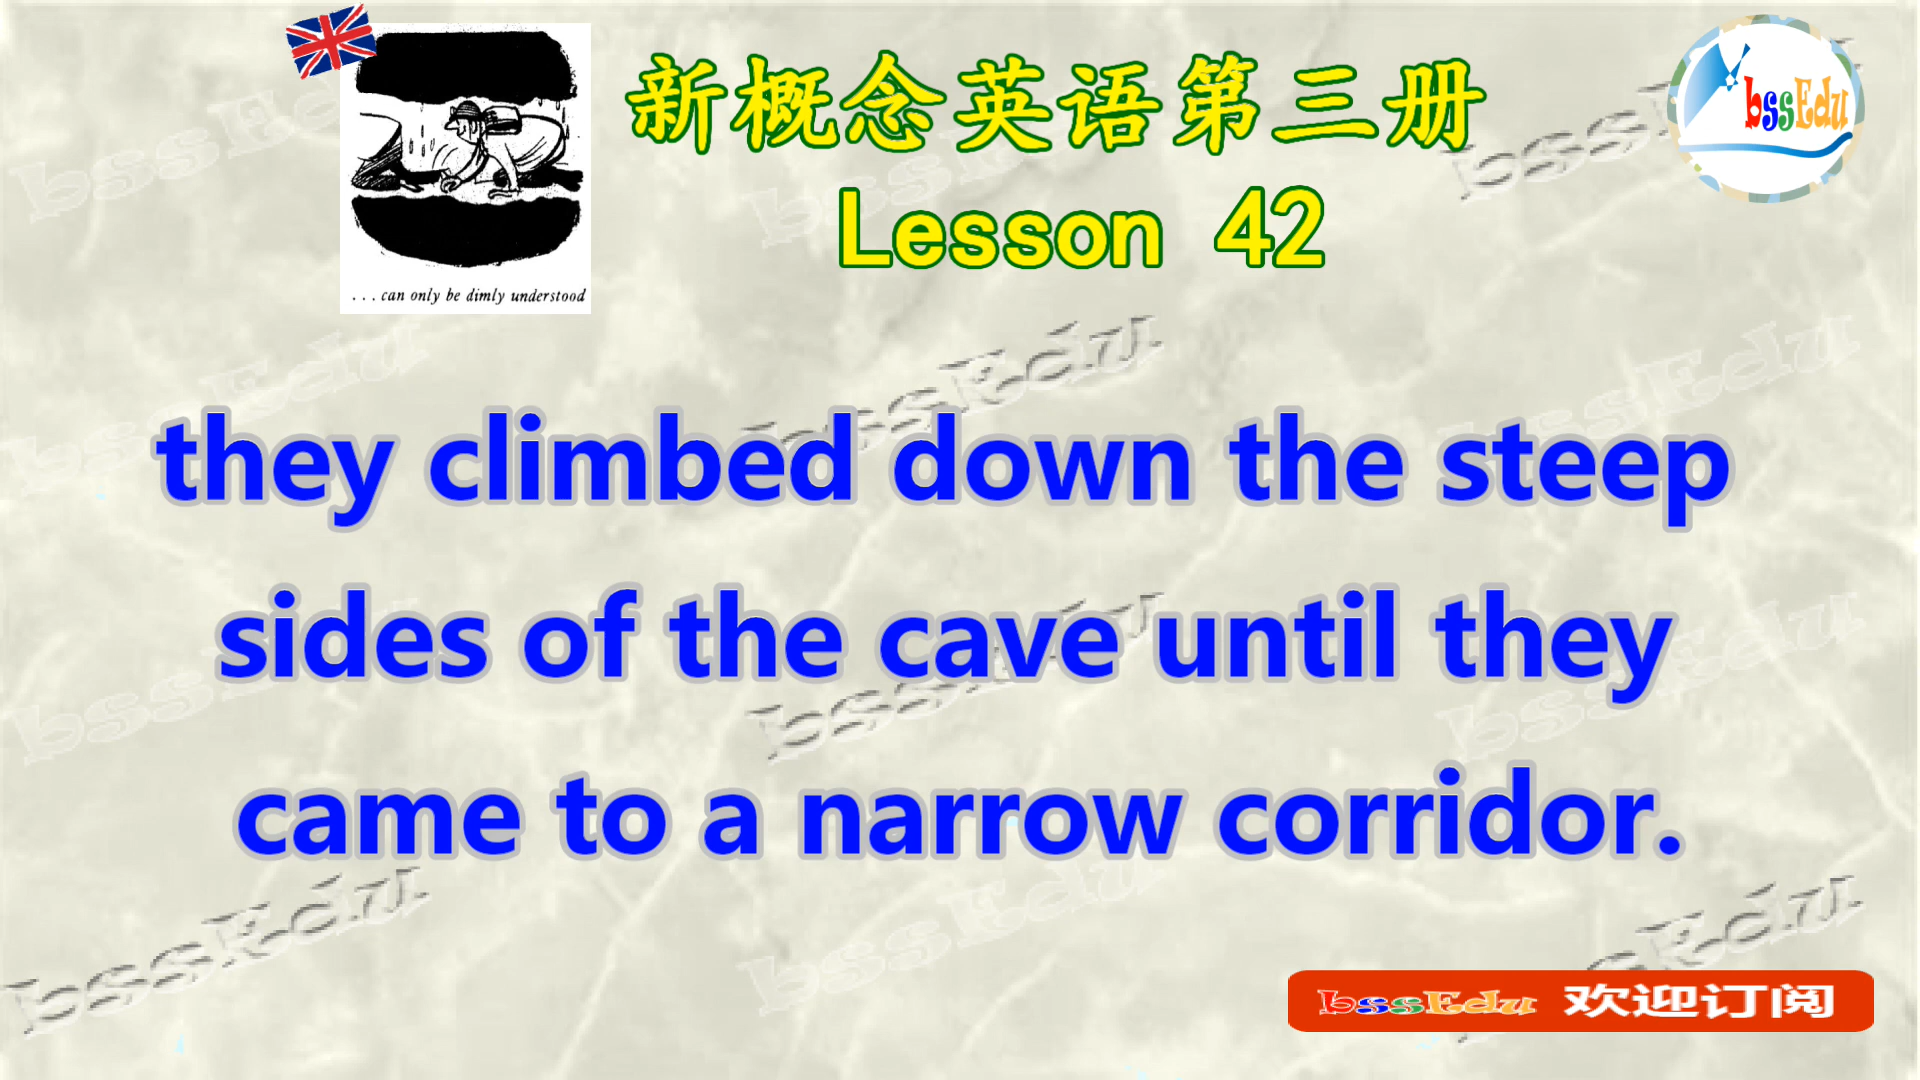 新概念英语第三册
bssEdu
Lesson 42
...can only be dimly understood
they climbed down the steep
sides of the cave until they
came to a narrow corridor.
bssEdu 欢迎订阅